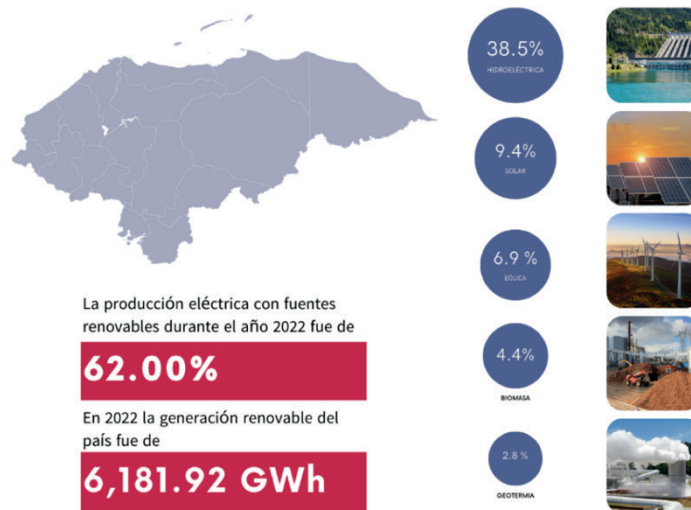 38.5%
HIDROELÉCTRICA
9.4%
SOLAR
6.9 %
EÓLICA
4.4%
BIOMASA
2.8 %
GEOTERMIA
La producción eléctrica con fuentes
renovables durante el año 2022 fue de
62.00%
En 2022 la generación renovable del
país fue de
6,181.92 GWh